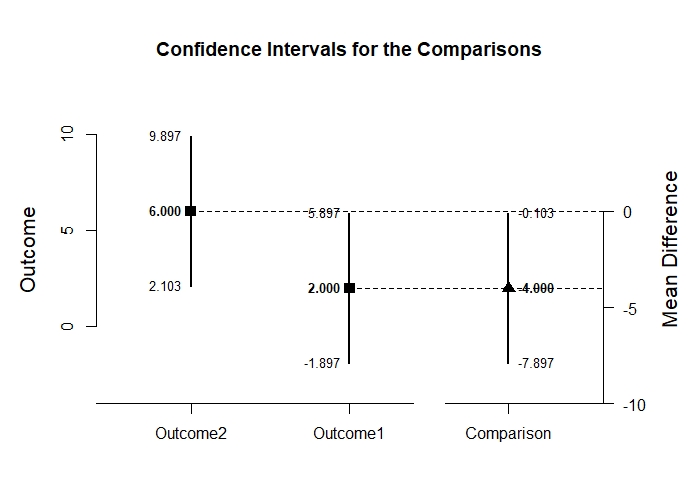 Confidence Intervals for the Comparisons
Outcome
10
5
0
9.897
6.000
2.103
5.897
2.000
-1.897
-0.103
-4.000
-7.897
0
-5
-10
Mean Difference
Outcome2
Outcome1
Comparison